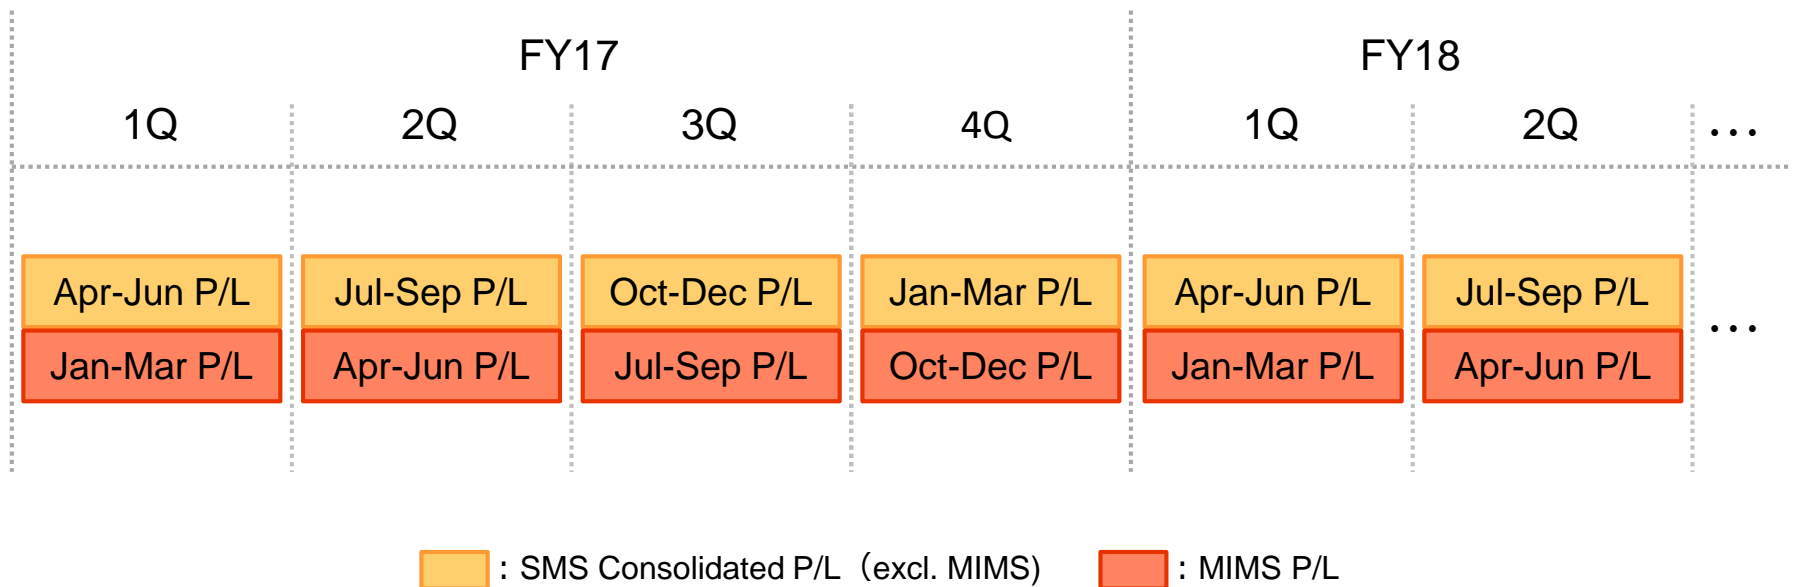 FY17 FY18
1Q 2Q 3Q 4Q 1Q 2Q …
Apr-Jun P/L Jul-Sep P/L Oct-Dec P/L Jan-Mar P/L Apr-Jun P/L Jul-Sep P/L
…
Jan-Mar P/L Apr-Jun P/L Jul-Sep P/L Oct-Dec P/L Jan-Mar P/L Apr-Jun P/L
: SMS Consolidated P/L（excl. MIMS) : MIMS P/L